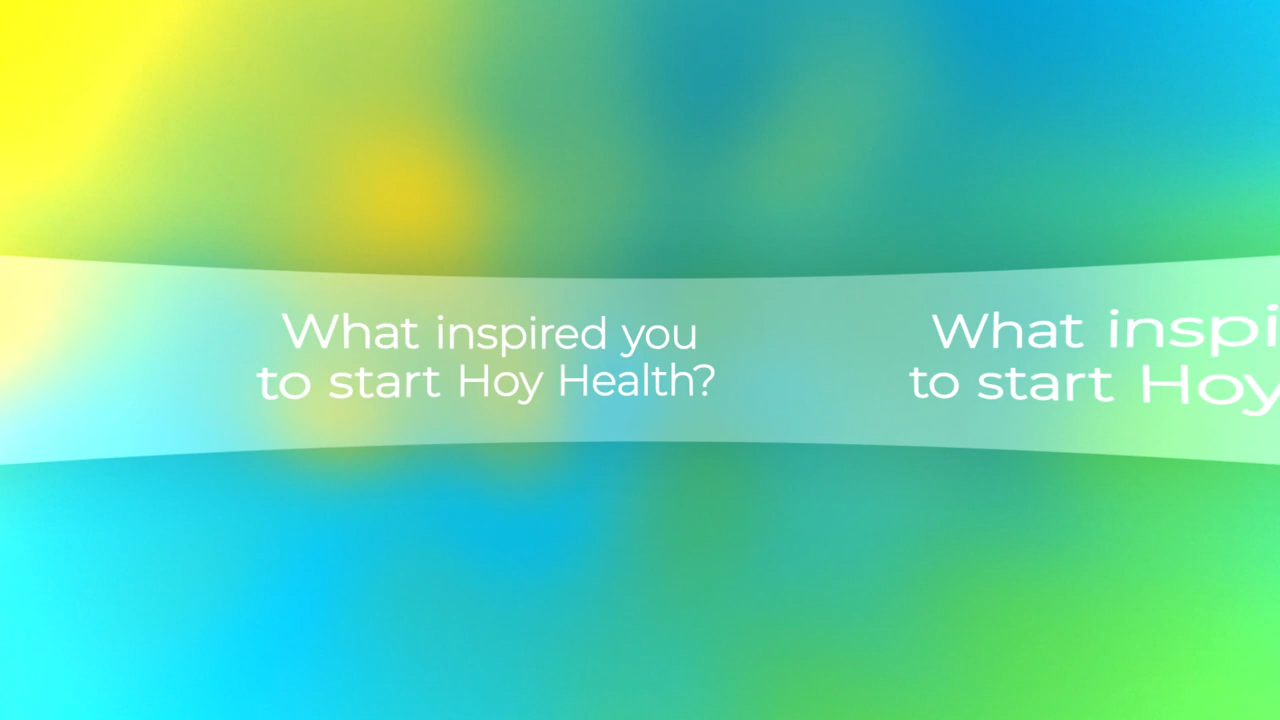 What inspired you
to start Hoy Health?
What inspi
to start Hoy